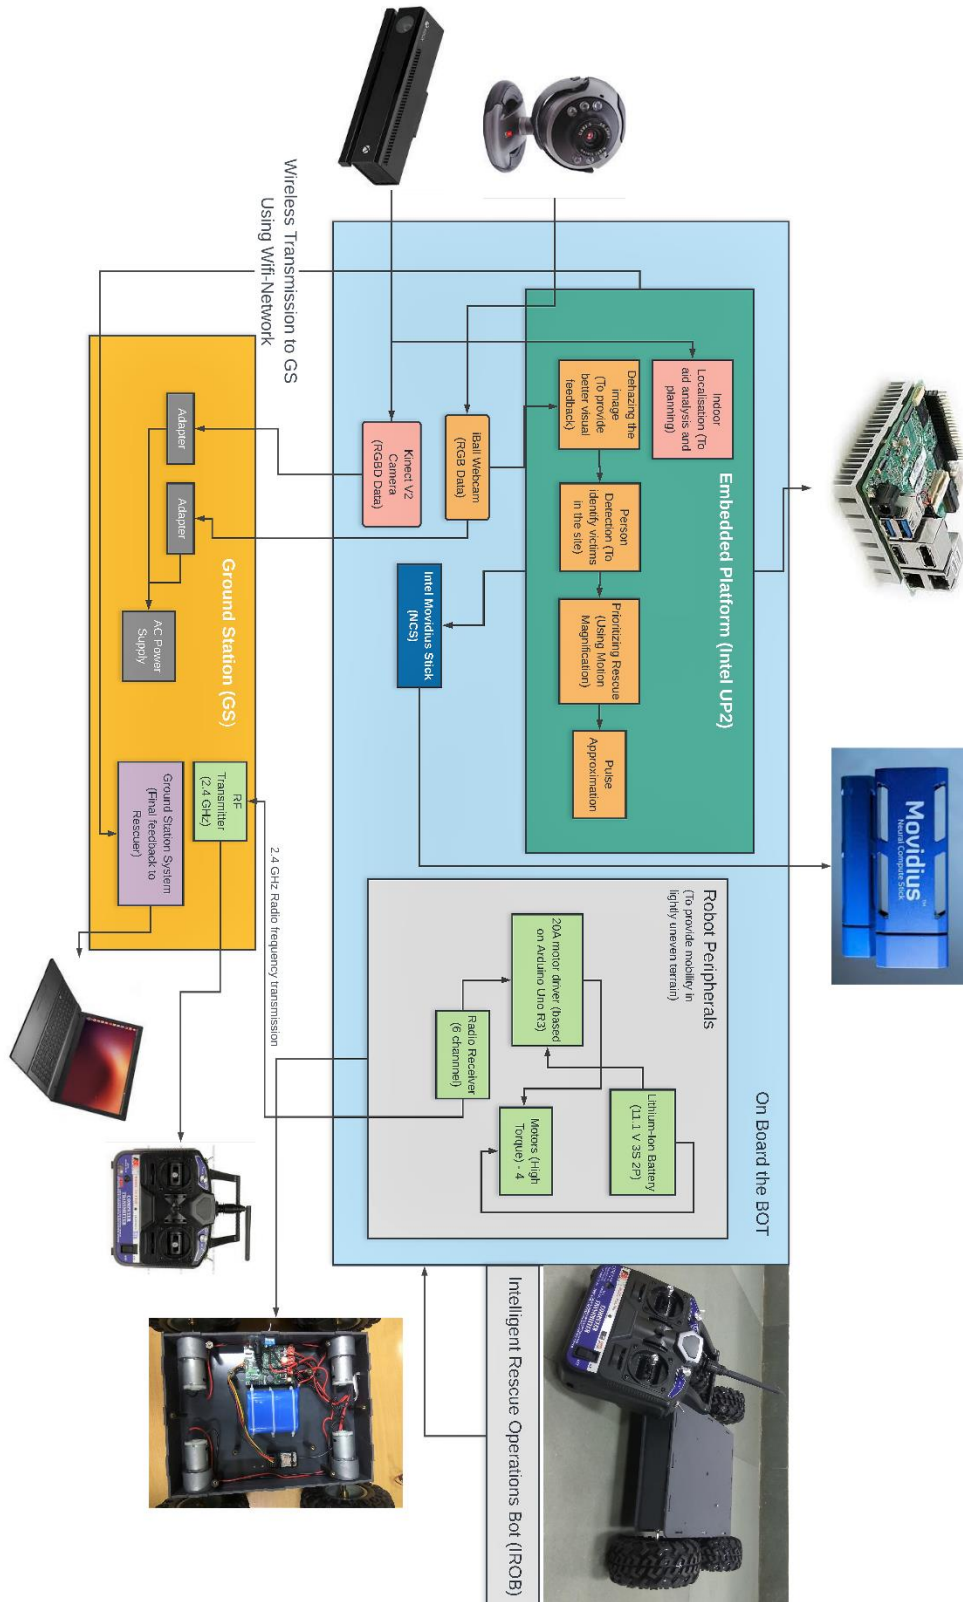 Embedded Platform (Intel UP2)
Indoor
Localisation (To
aid analysis and
planning)
Dehazing the
image
(To provide
better visual
feedback)
Person
Detection (To
identify victims
in the site)
Prioritizing Rescue
(Using Motion
Magnification)
Pulse
Approximation
iBall Webcam
(RGB Data)
Kinect V2
Camera
(RGBD Data)
Intel Movidius Stick
(NCS)
Movidius™
Neural Compute Stick
On Board the BOT
Robot Peripherals
(To provide mobility in
lightly uneven terrain)
Lithium-Ion Battery
(11.1 V 3S 2P)
20A motor driver (based
on Arduino Uno R3)
Motors (High
Torque) - 4
Radio Receiver
(6 channnel)
Intelligent Rescue Operations Bot (IROB)
Wireless Transmission to GS
Using Wifi-Network
2.4 GHz Radio frequency transmission
Ground Station (GS)
Adapter
Adapter
AC Power
Supply
RF
Transmitter
(2.4 GHz)
Ground Station System
(Final feedback to
Rescuer)
COMPUTER
TRANSMITTER
COMPUTER
TRANSMITTER